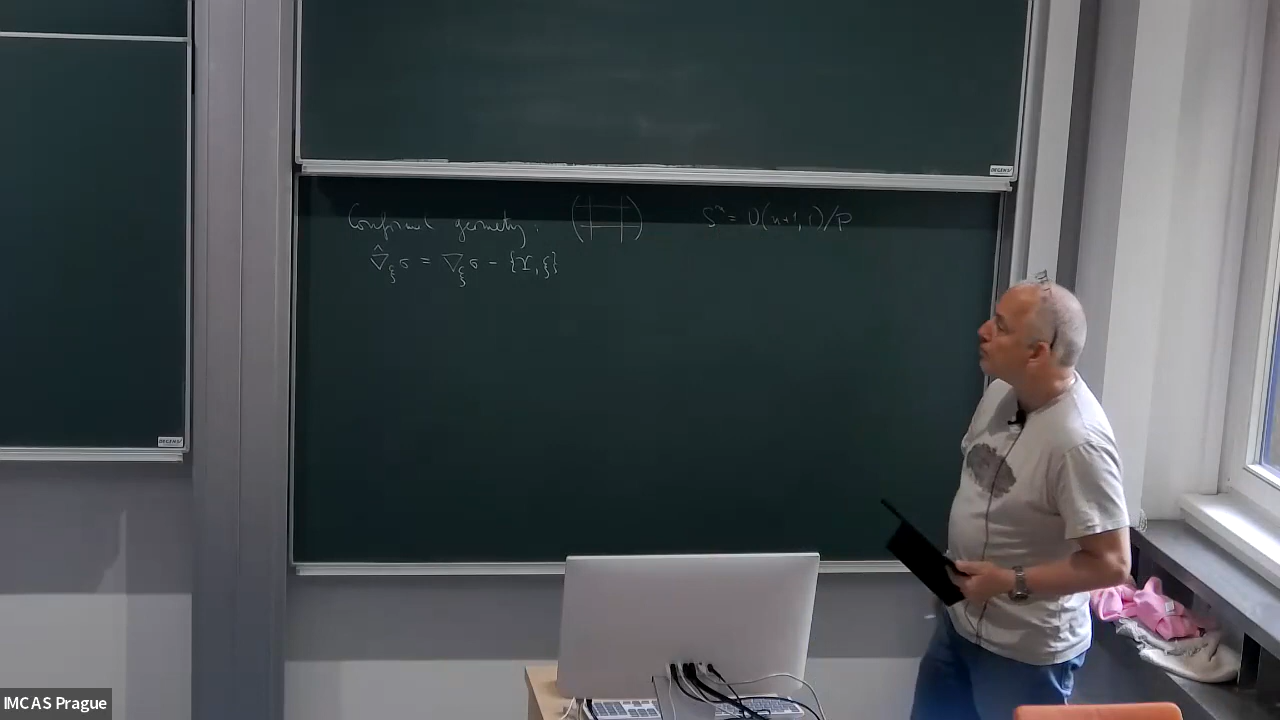 Conformal geometry: S^n = O(n+1,1)/P
∇̂_ξ σ = ∇_ξ σ - {Υ,ξ}
IMCAS Prague